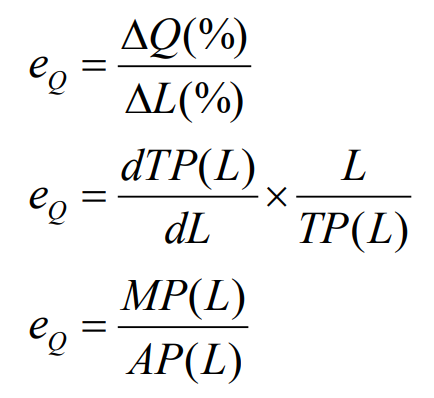 e_Q = ΔQ(%) / ΔL(%)
e_Q = dTP(L) / dL × L / TP(L)
e_Q = MP(L) / AP(L)